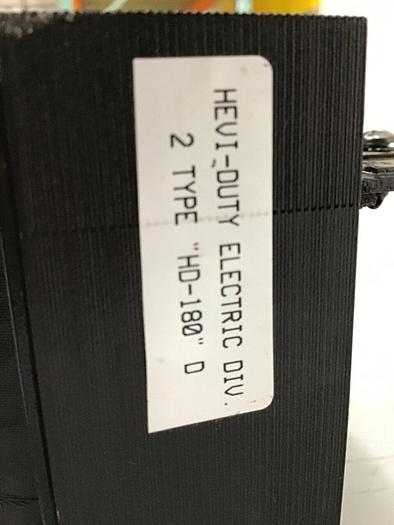 HEVI-DUTY ELECTRIC DIV.
2 TYPE "HD-180" D